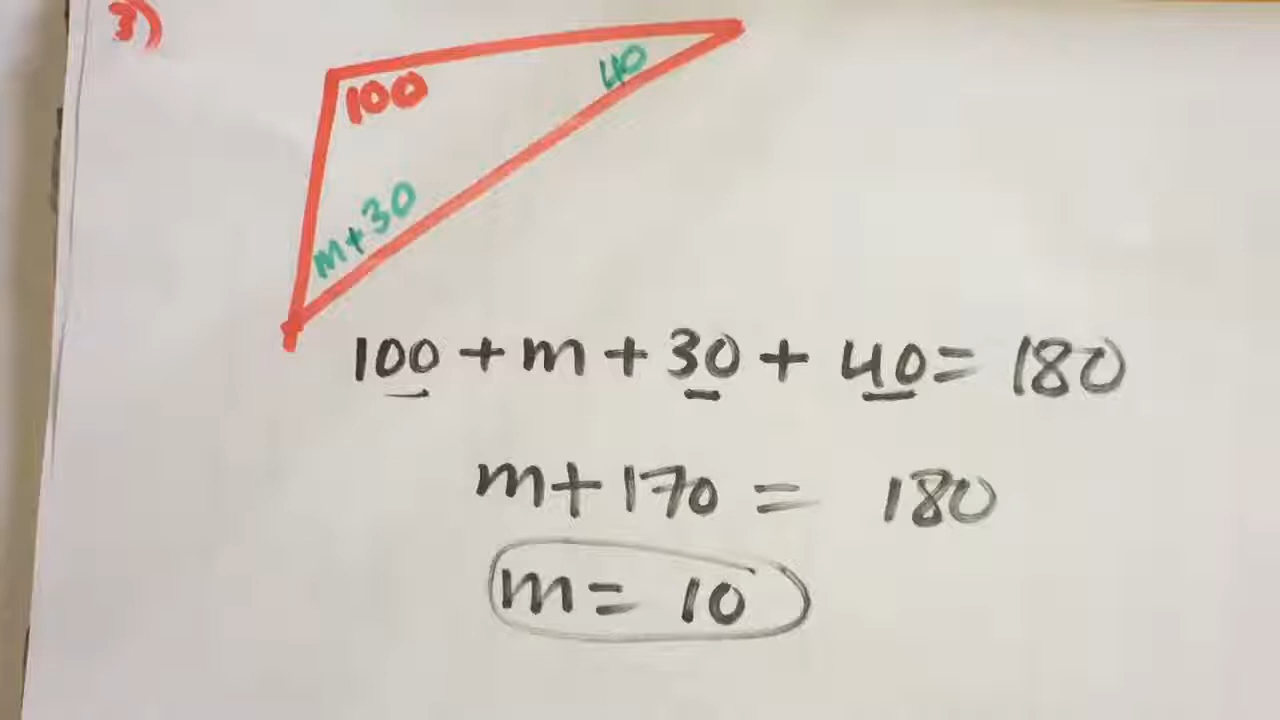 3)
100
40
m+30
100 + m + 30 + 40 = 180
m + 170 = 180
m = 10